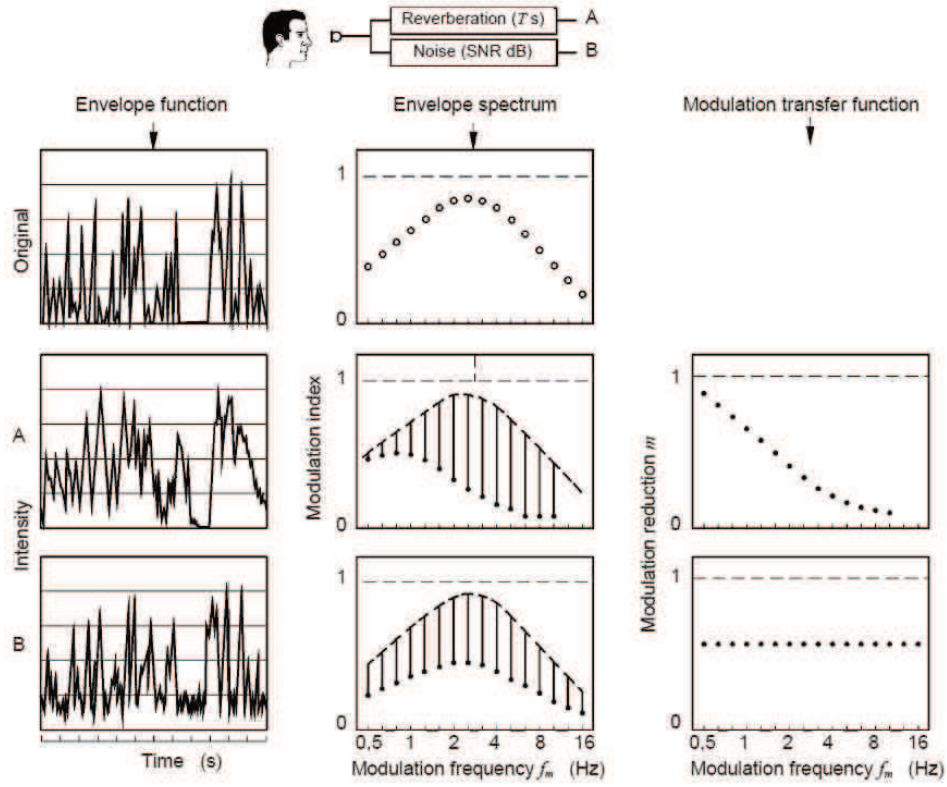 Reverberation (T s) A
Noise (SNR dB) B
Envelope function
Envelope spectrum
Modulation transfer function
Original
1
0
A
Intensity
Modulation index
1
0
Modulation reduction m
1
0
B
1
0
1
0
0,5 1 2 4 8 16
0,5 1 2 4 8 16
Time (s)
Modulation frequency fm (Hz)
Modulation frequency fm (Hz)